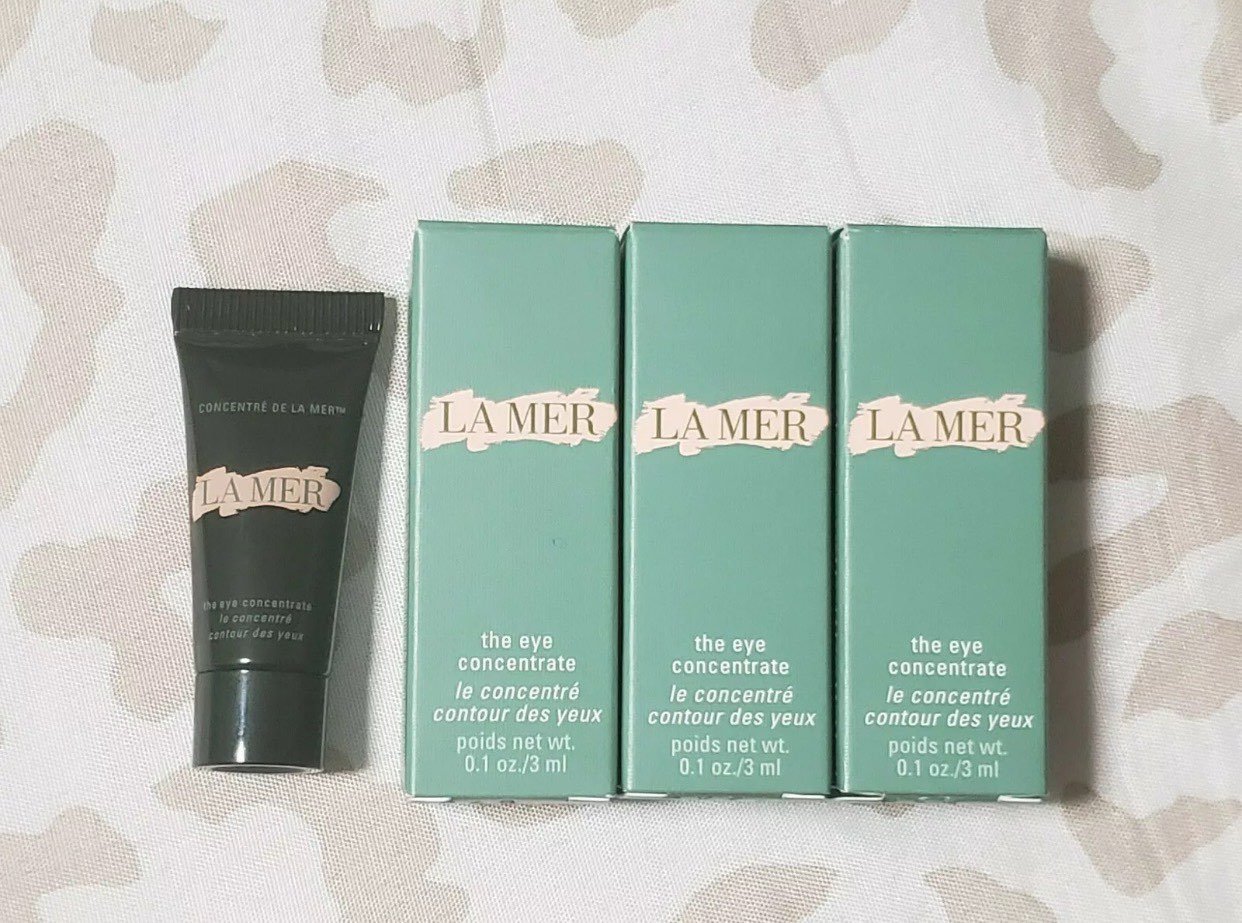 CONCENTRÉ DE LA MER™
LA MER
the eye concentrate
le concentré
contour des yeux
LA MER
the eye
concentrate
le concentré
contour des yeux
poids net wt.
0.1 oz./3 ml
LA MER
the eye
concentrate
le concentré
contour des yeux
poids net wt.
0.1 oz./3 ml
LA MER
the eye
concentrate
le concentré
contour des yeux
poids net wt.
0.1 oz./3 ml